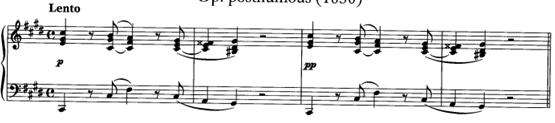 Op. posthumous (1830)
Lento
p
pp